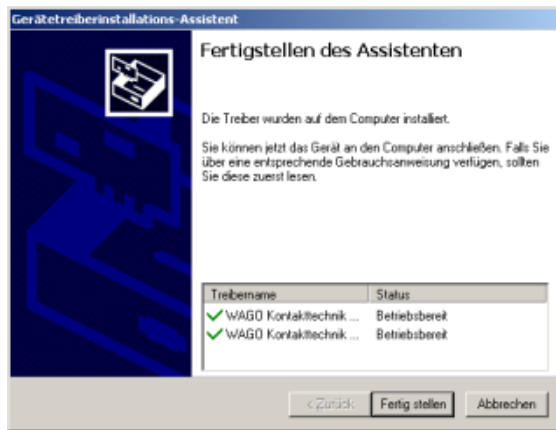 Gerätetreiberinstallations-Assistent
Fertigstellen des Assistenten
Die Treiber wurden auf dem Computer installiert.
Sie können jetzt das Gerät an den Computer anschließen. Falls Sie
über eine entsprechende Gebrauchsanweisung verfügen, sollten
Sie diese zuerst lesen.
Treibername Status
WAGO Kontakttechnik ... Betriebsbereit
WAGO Kontakttechnik ... Betriebsbereit
< Zurück Fertig stellen Abbrechen